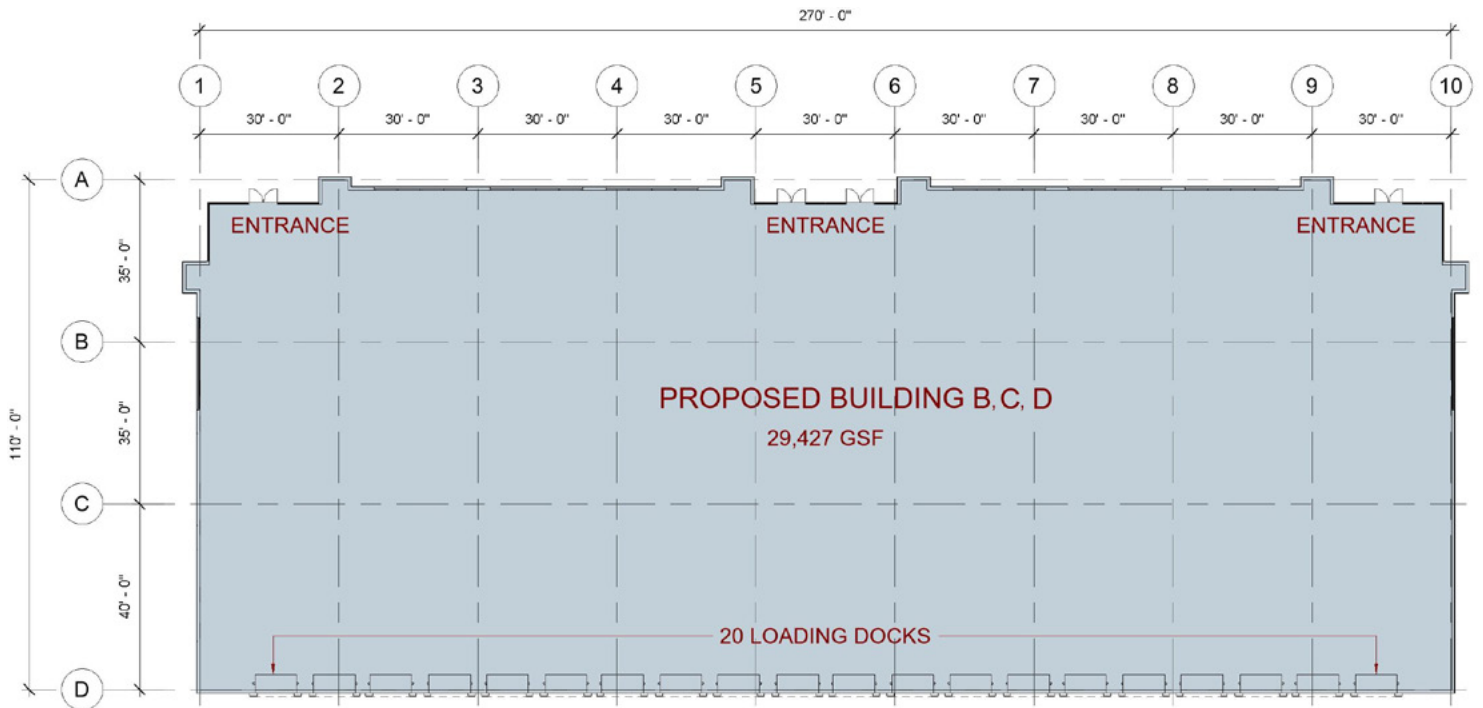 270' - 0"
1 2 3 4 5 6 7 8 9 10
30' - 0" 30' - 0" 30' - 0" 30' - 0" 30' - 0" 30' - 0" 30' - 0" 30' - 0" 30' - 0"
A
ENTRANCE ENTRANCE ENTRANCE
35' - 0"
B
PROPOSED BUILDING B, C, D
35' - 0"
29,427 GSF
110' - 0"
C
40' - 0"
20 LOADING DOCKS
D